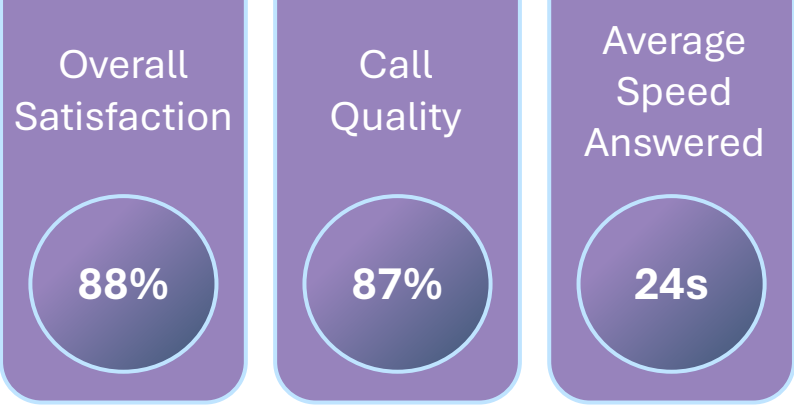 Overall
Satisfaction
88%
Call
Quality
87%
Average
Speed
Answered
24s